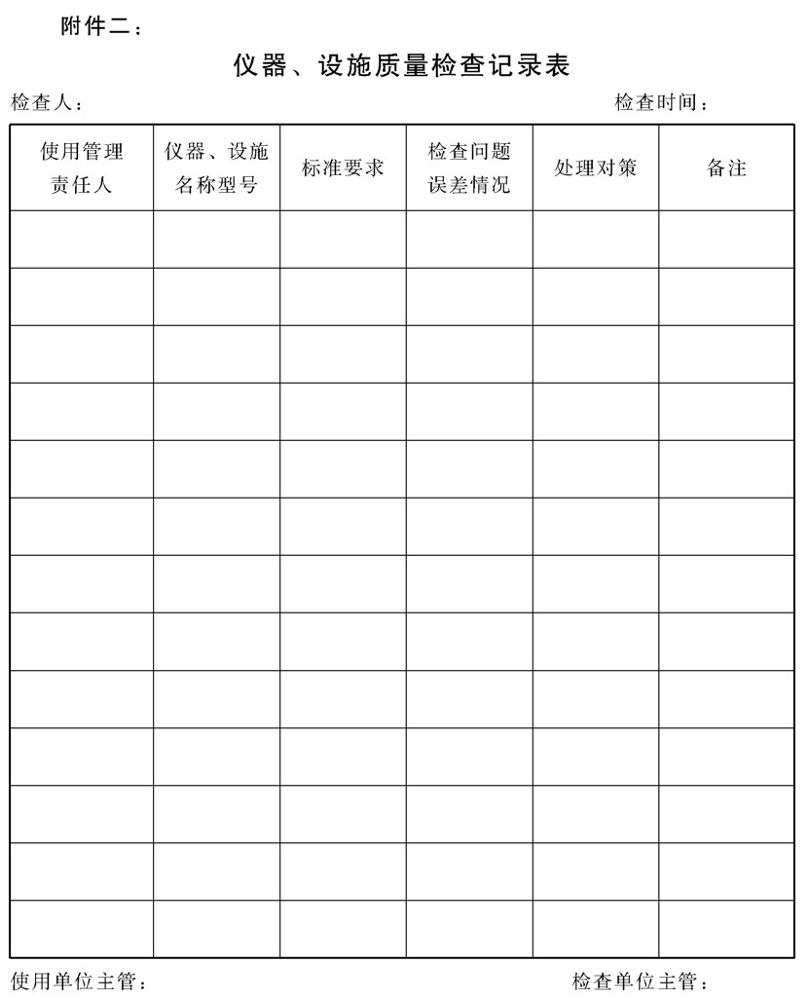 附件二：
仪器、设施质量检查记录表
检查人： 检查时间：
使用管理 仪器、设施 标准要求 检查问题 处理对策 备注
责任人 名称型号 误差情况
使用单位主管： 检查单位主管：